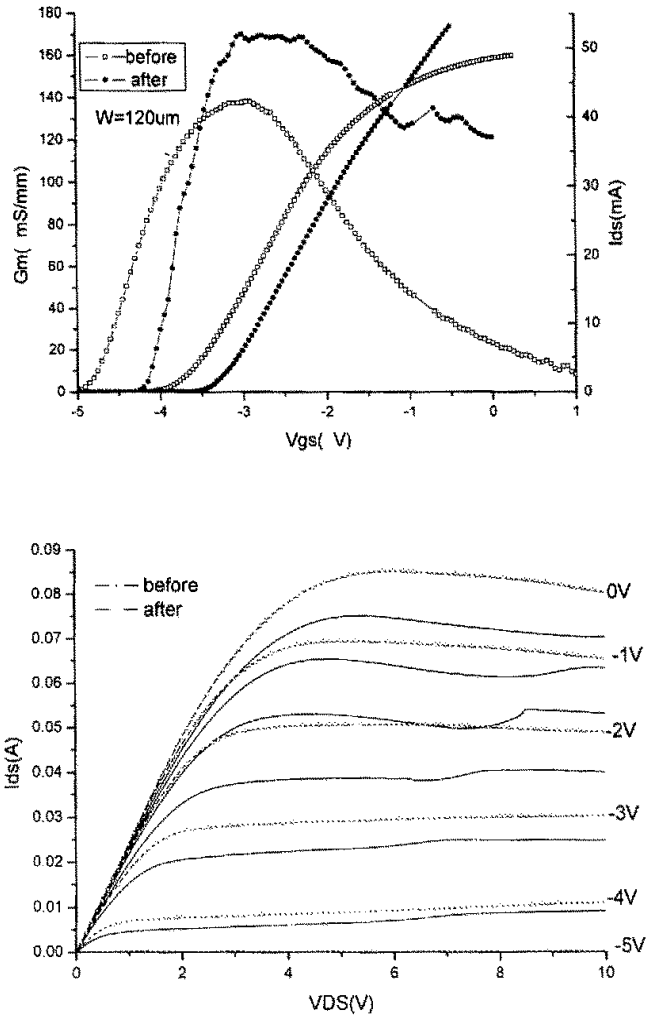 180
160
140
120
100
80
60
40
20
0
Gm( mS/mm)
before
after
W=120um
50
40
30
20
10
0
Ids(mA)
-5 -4 -3 -2 -1 0 1
Vgs( V)
0.09
0.08
0.07
0.06
0.05
0.04
0.03
0.02
0.01
0.00
Ids(A)
before
after
0V
-1V
-2V
-3V
-4V
-5V
0 2 4 6 8 10
VDS(V)